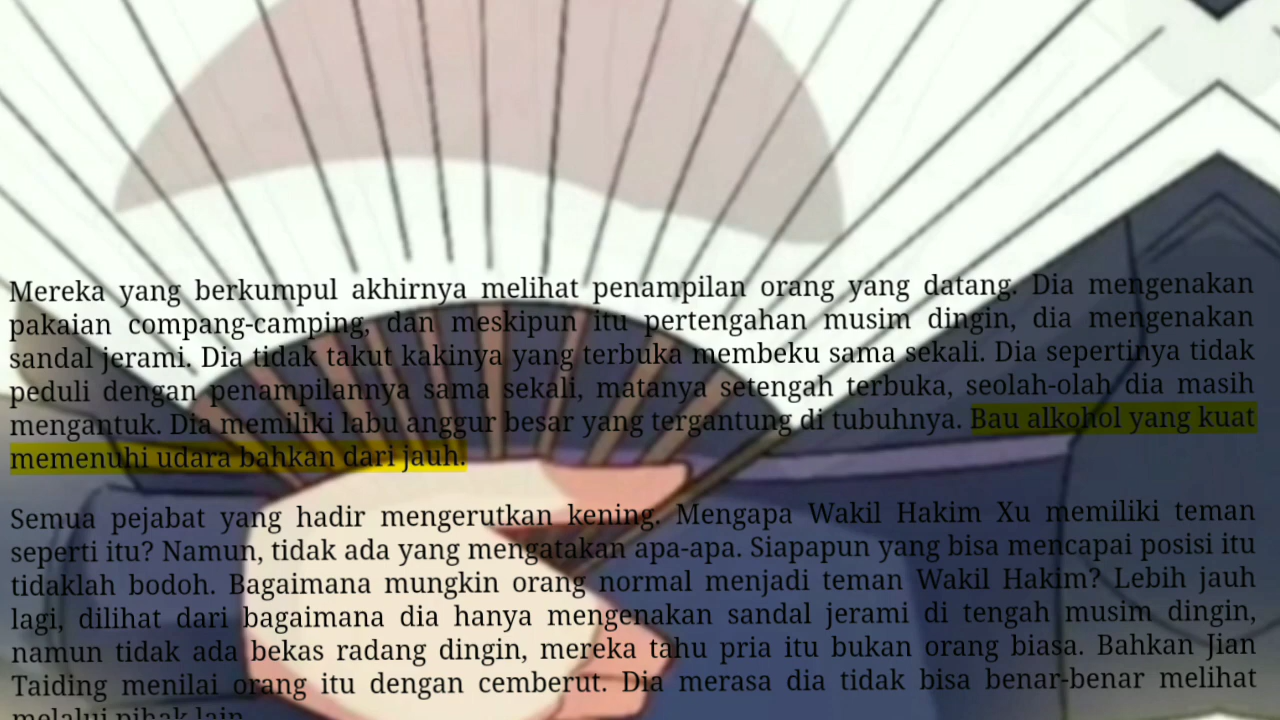 Mereka yang berkumpul akhirnya melihat penampilan orang yang datang. Dia mengenakan
pakaian compang-camping, dan meskipun itu pertengahan musim dingin, dia mengenakan
sandal jerami. Dia tidak takut kakinya yang terbuka membeku sama sekali. Dia sepertinya tidak
peduli dengan penampilannya sama sekali, matanya setengah terbuka, seolah-olah dia masih
mengantuk. Dia memiliki labu anggur besar yang tergantung di tubuhnya. Bau alkohol yang kuat
memenuhi udara bahkan dari jauh.
Semua pejabat yang hadir mengerutkan kening. Mengapa Wakil Hakim Xu memiliki teman
seperti itu? Namun, tidak ada yang mengatakan apa-apa. Siapapun yang bisa mencapai posisi itu
tidaklah bodoh. Bagaimana mungkin orang normal menjadi teman Wakil Hakim? Lebih jauh
lagi, dilihat dari bagaimana dia hanya mengenakan sandal jerami di tengah musim dingin,
namun tidak ada bekas radang dingin, mereka tahu pria itu bukan orang biasa. Bahkan Jian
Taiding menilai orang itu dengan cemberut. Dia merasa dia tidak bisa benar-benar melihat
melalui pihak lain.